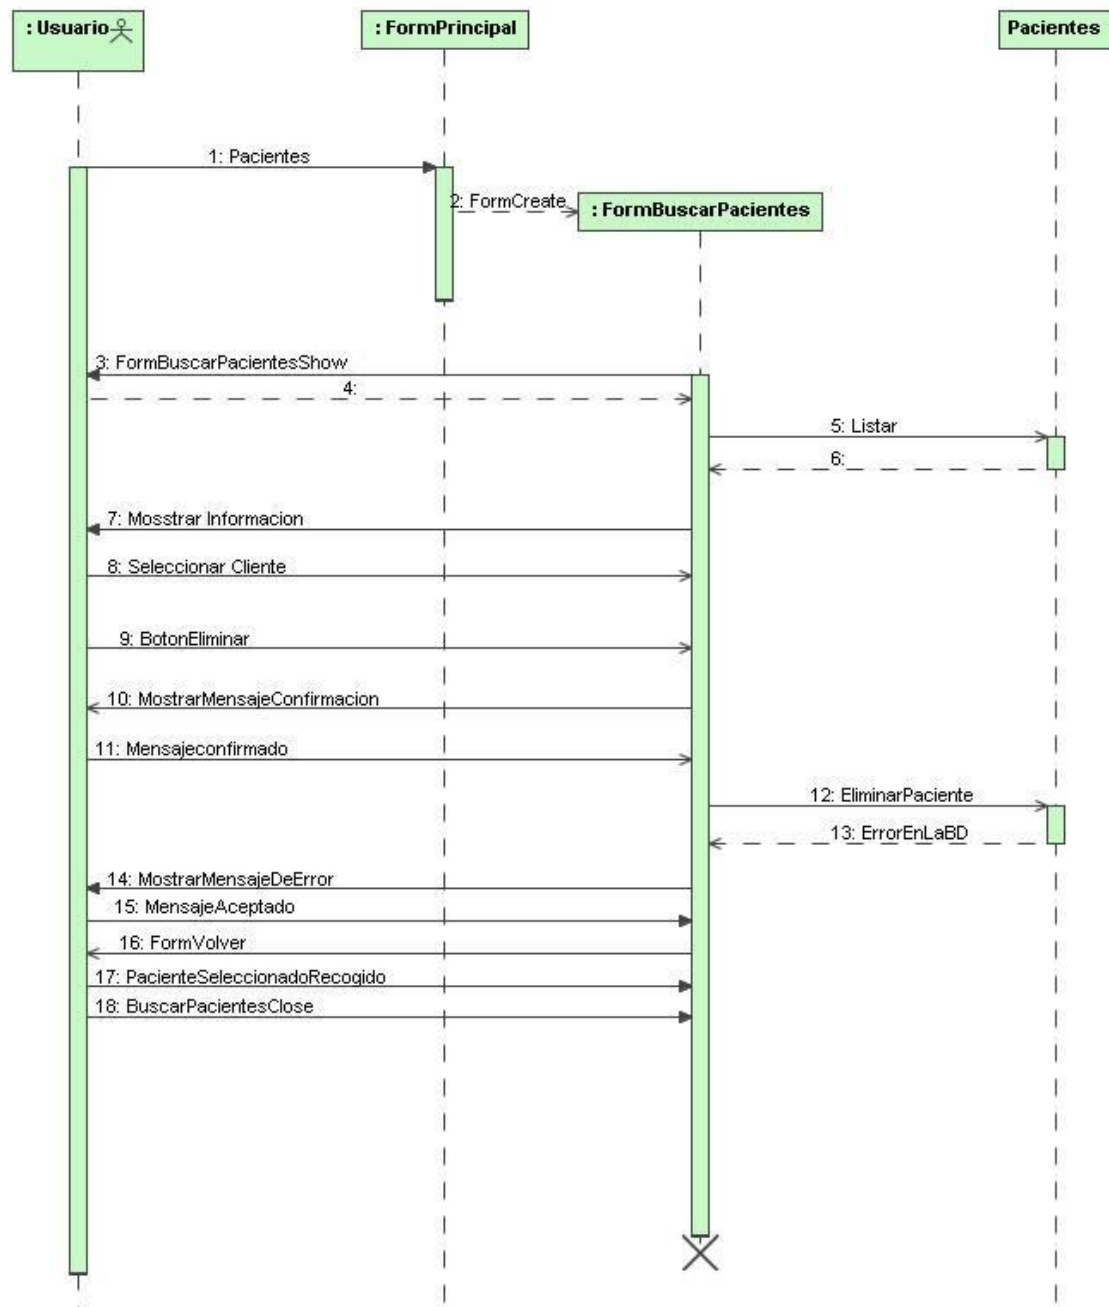 : Usuario
: FormPrincipal
Pacientes
1: Pacientes
2: FormCreate
: FormBuscarPacientes
3: FormBuscarPacientesShow
4:
5: Listar
6:
7: Mosstrar Informacion
8: Seleccionar Cliente
9: BotonEliminar
10: MostrarMensajeConfirmacion
11: Mensajeconfirmado
12: EliminarPaciente
13: ErrorEnLaBD
14: MostrarMensajeDeError
15: MensajeAceptado
16: FormVolver
17: PacienteSeleccionadoRecogido
18: BuscarPacientesClose